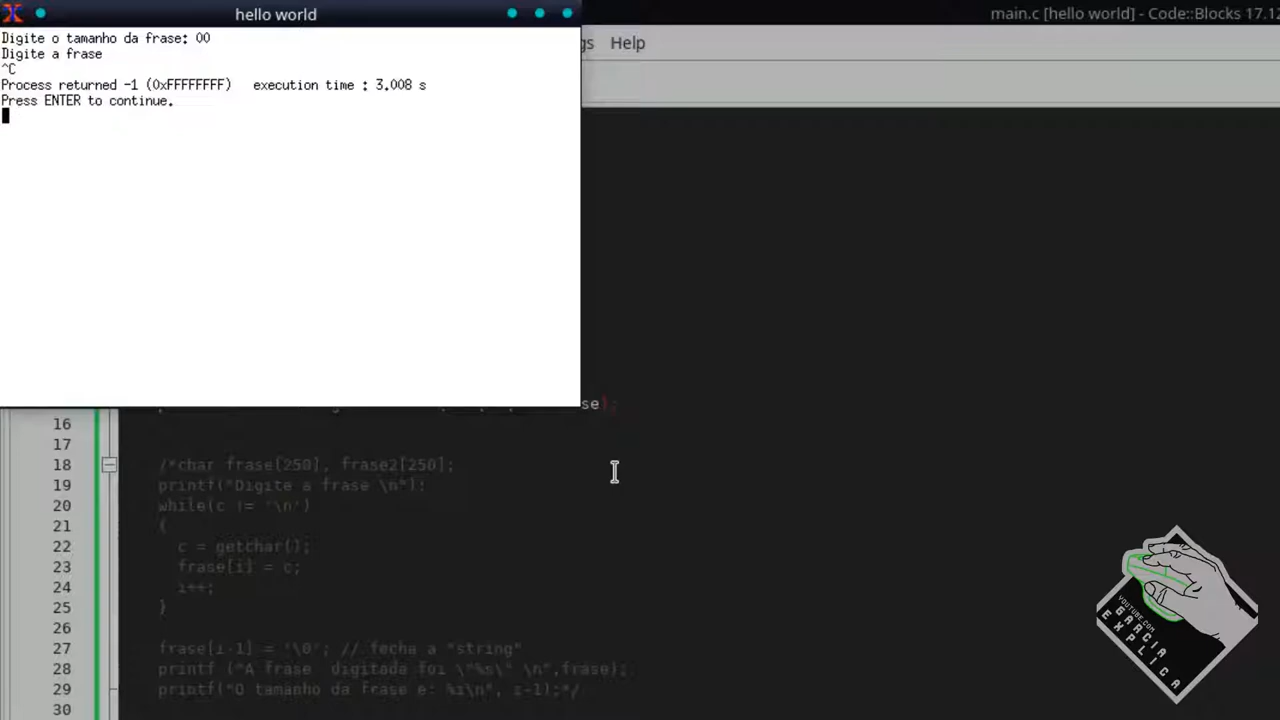 hello world
main.c [hello world] - Code::Blocks 17.12
Digite o tamanho da frase: 00
Digite a frase
^C
Process returned -1 (0xFFFFFFFF)   execution time : 3.008 s
Press ENTER to continue.
gs Help
se);
16
17
18 /*char frase[250], frase2[250];
19 printf("Digite a frase \n");
20 while(c != '\n')
21 {
22 c = getchar();
23 frase[i] = c;
24 i++;
25 }
26
27 frase[i-1] = '\0'; // fecha a "string"
28 printf ("A frase  digitada foi \"%s\" \n",frase);
29 printf("O tamanho da frase e: %i\n", i-1);*/
30
YOUTUBE.COM
EGARCIA
EXPLICA